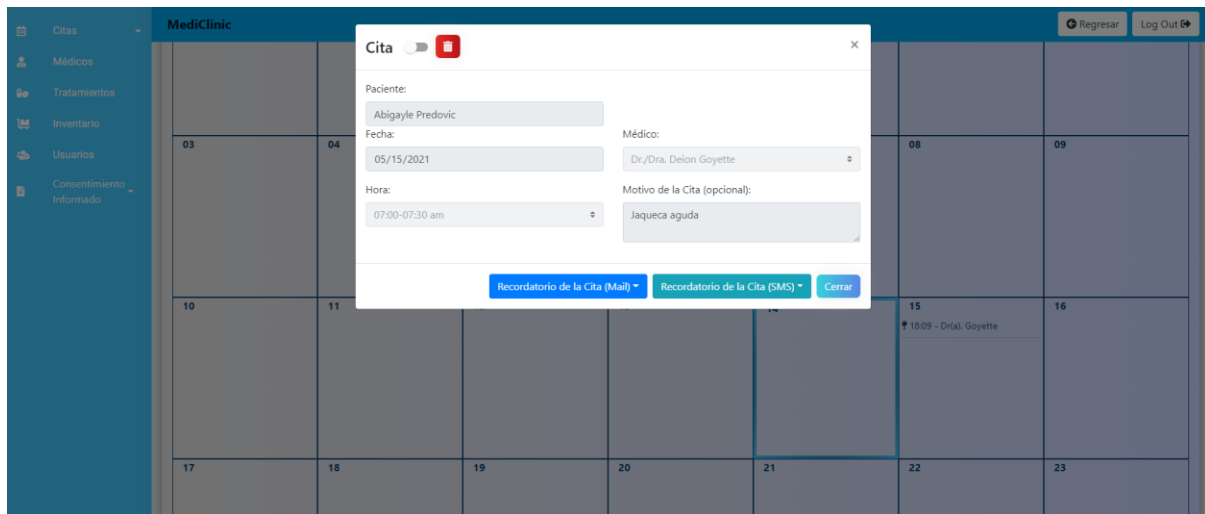 Citas
Médicos
Tratamientos
Inventario
Usuarios
Consentimiento
Informado
MediClinic
Regresar
Log Out
Cita
×
Paciente:
Abigayle Predovic
Fecha:
05/15/2021
Médico:
Dr./Dra. Deion Goyette
Hora:
07:00-07:30 am
Motivo de la Cita (opcional):
Jaqueca aguda
Recordatorio de la Cita (Mail)
Recordatorio de la Cita (SMS)
Cerrar
03
04
08
09
10
11
14
15
18:09 - Dr(a). Goyette
16
17
18
19
20
21
22
23